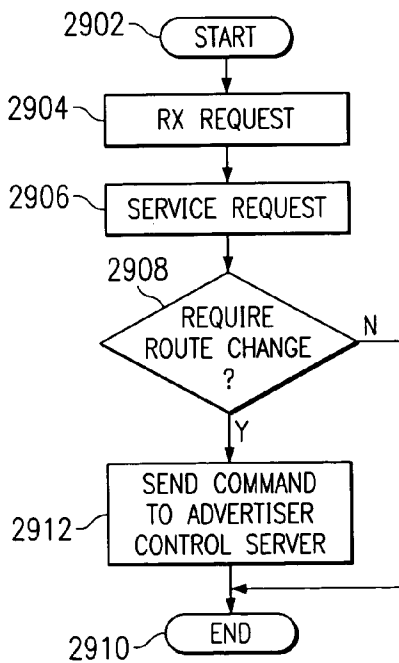 2902
START
2904
RX REQUEST
2906
SERVICE REQUEST
2908
REQUIRE
ROUTE CHANGE
?
N
Y
2912
SEND COMMAND
TO ADVERTISER
CONTROL SERVER
2910
END